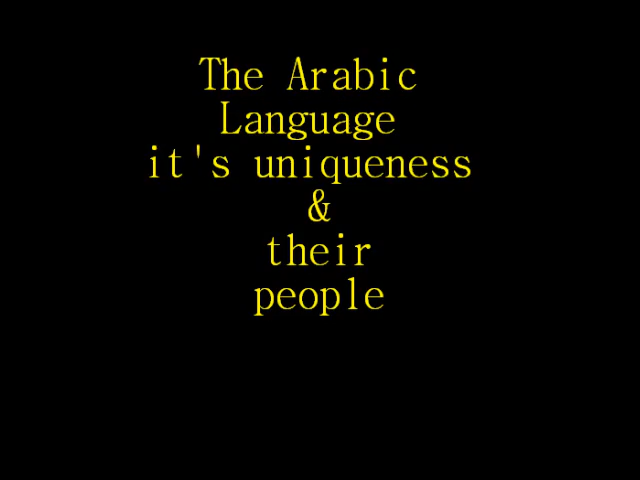 The Arabic
Language
it's uniqueness
&
their
people